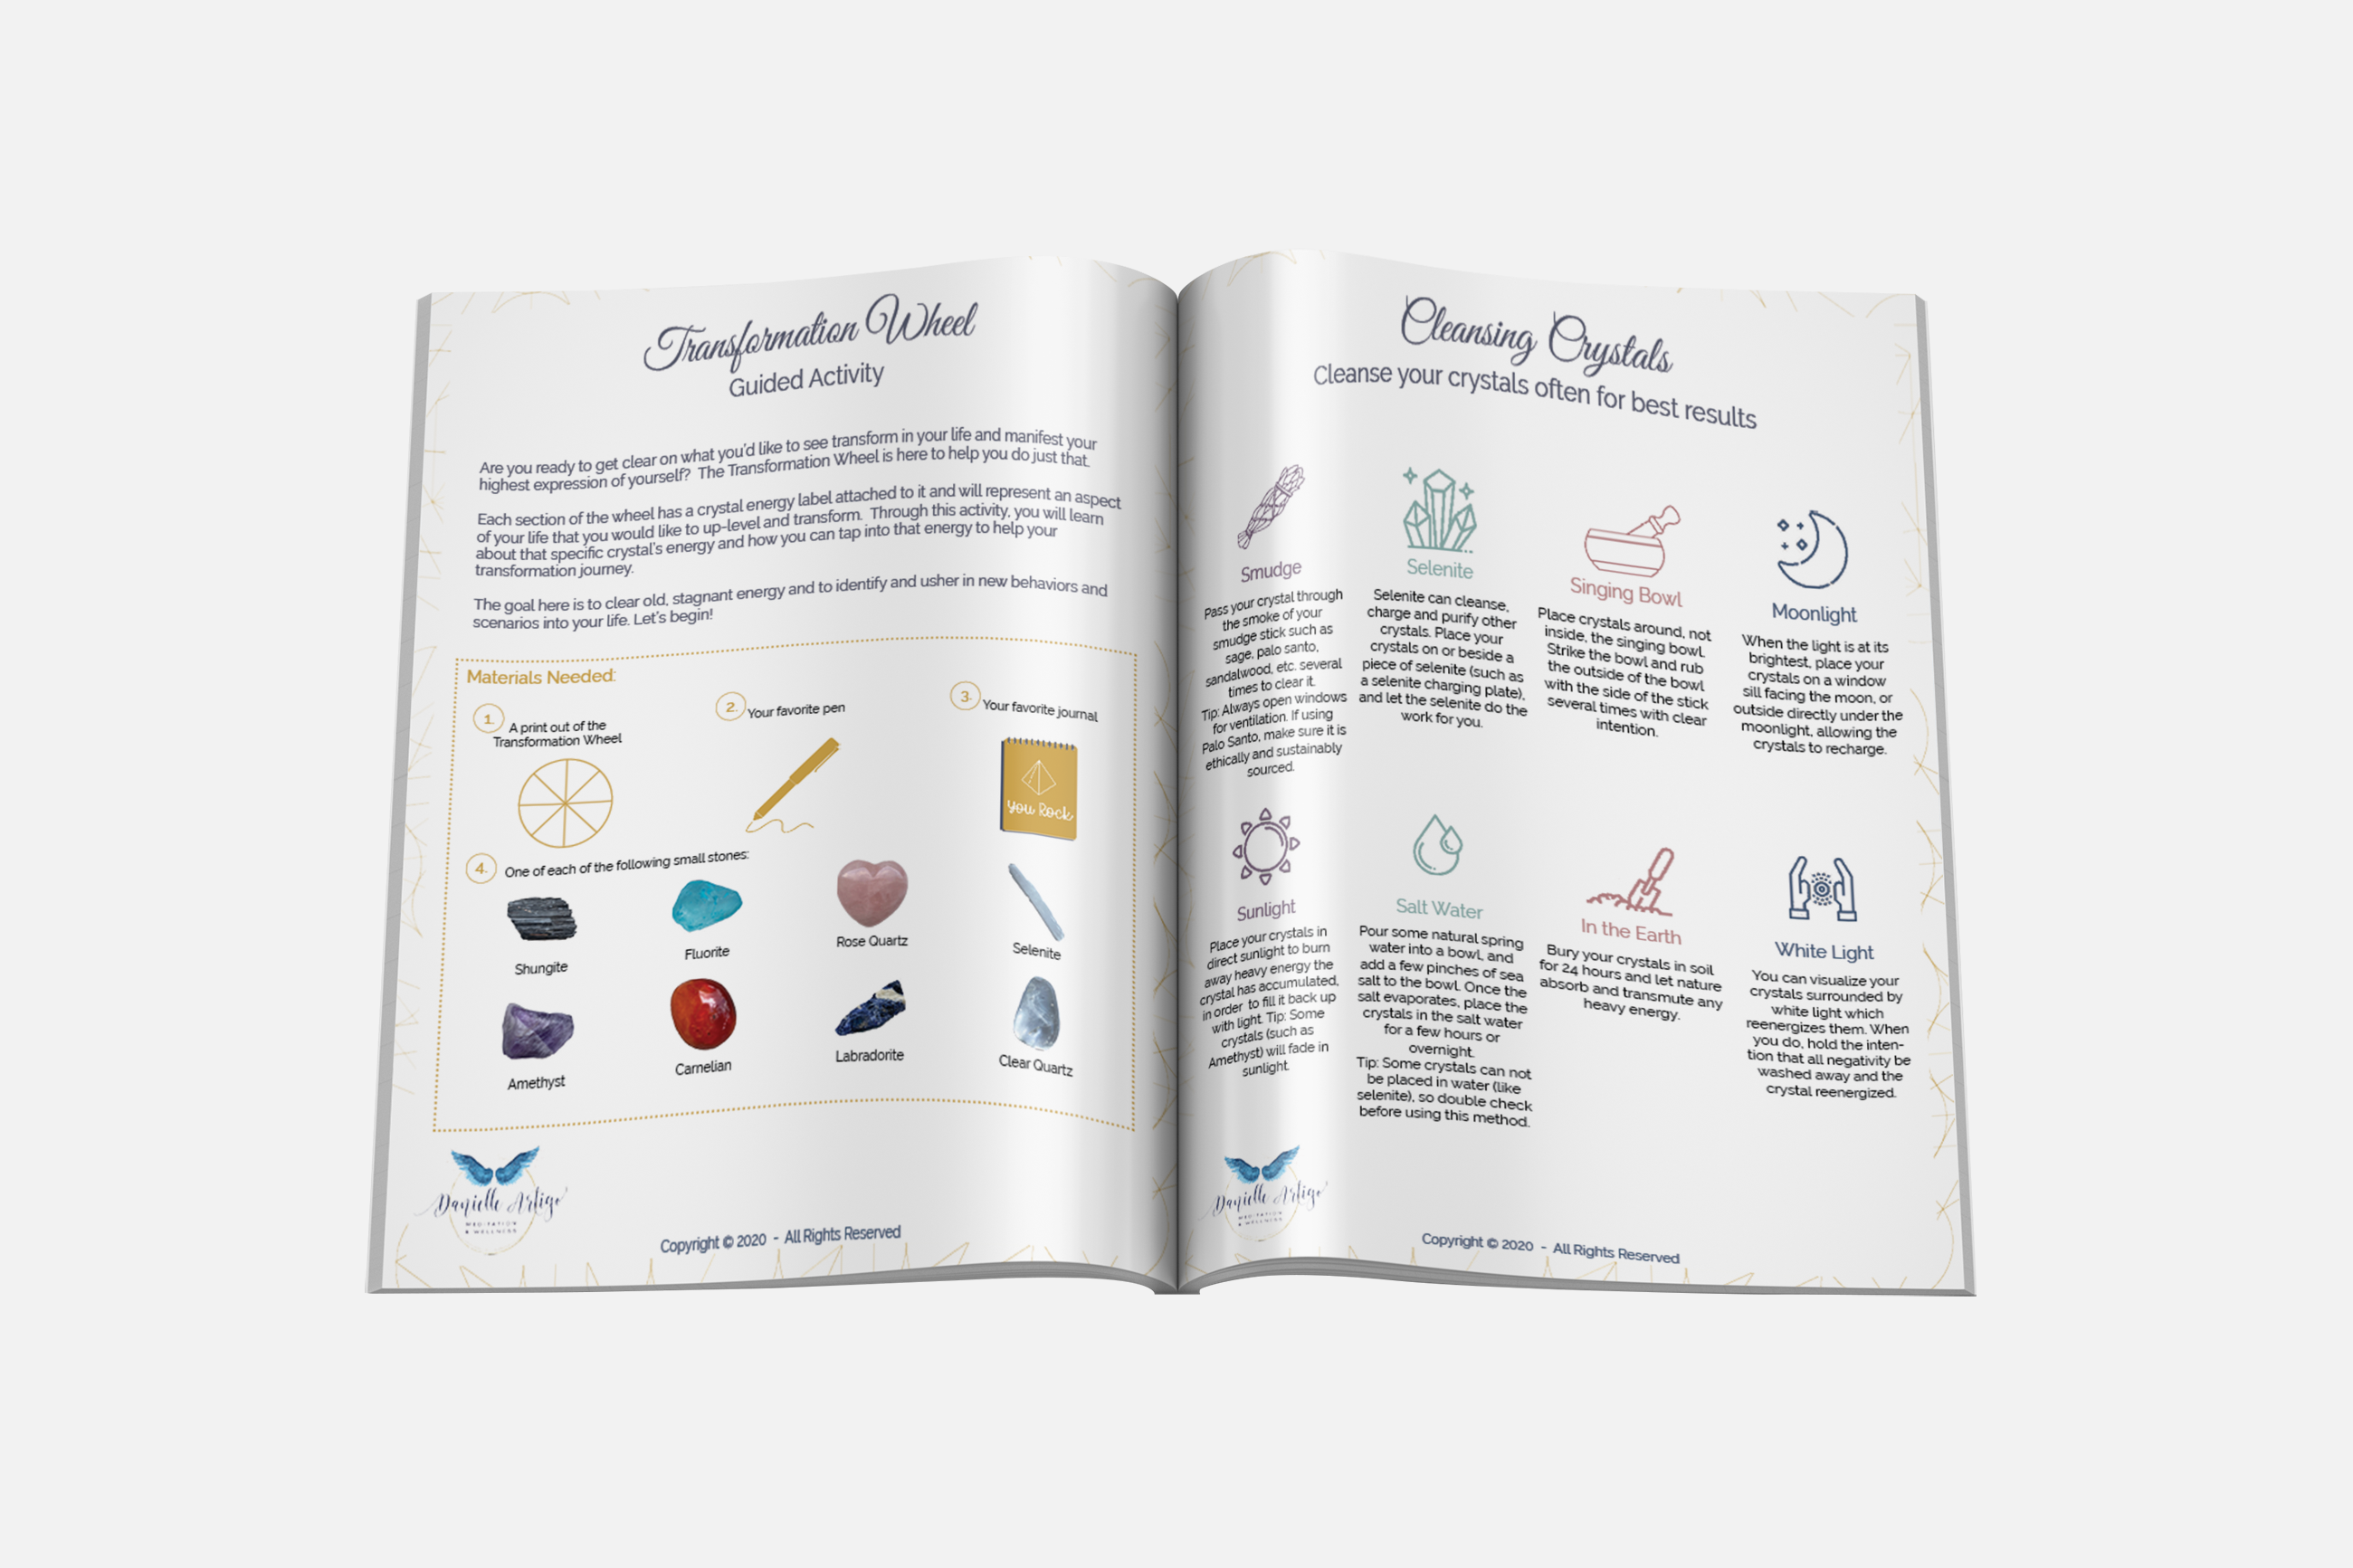 Transformation Wheel
Guided Activity
Are you ready to get clear on what you'd like to see transform in your life and manifest your
highest expression of yourself?  The Transformation Wheel is here to help you do just that.
Each section of the wheel has a crystal energy label attached to it and will represent an aspect
of your life that you would like to up-level and transform.  Through this activity, you will learn
about that specific crystal's energy and how you can tap into that energy to help your
transformation journey.
The goal here is to clear old, stagnant energy and to identify and usher in new behaviors and
scenarios into your life. Let's begin!
Materials Needed:
1.
A print out of the
Transformation Wheel
2.
Your favorite pen
3.
Your favorite journal
You Rock
4.
One of each of the following small stones:
Shungite
Fluorite
Rose Quartz
Selenite
Amethyst
Carnelian
Labradorite
Clear Quartz
Danielle Artigo
MEDITATION
& WELLNESS
Copyright © 2020 - All Rights Reserved
Cleansing Crystals
Cleanse your crystals often for best results
Smudge
Pass your crystal through
the smoke of your
smudge stick such as
sage, palo santo,
sandalwood, etc. several
times to clear it.
Tip: Always open windows
for ventilation. If using
Palo Santo, make sure it is
ethically and sustainably
sourced.
Selenite
Selenite can cleanse,
charge and purify other
crystals. Place your
crystals on or beside a
piece of selenite (such as
a selenite charging plate),
and let the selenite do the
work for you.
Singing Bowl
Place crystals around, not
inside, the singing bowl.
Strike the bowl and rub
the outside of the bowl
with the side of the stick
several times with clear
intention.
Moonlight
When the light is at its
brightest, place your
crystals on a window
sill facing the moon, or
outside directly under the
moonlight, allowing the
crystals to recharge.
Sunlight
Place your crystals in
direct sunlight to burn
away heavy energy the
crystal has accumulated,
in order  to fill it back up
with light. Tip: Some
crystals (such as
Amethyst) will fade in
sunlight.
Salt Water
Pour some natural spring
water into a bowl, and
add a few pinches of sea
salt to the bowl. Once the
salt evaporates, place the
crystals in the salt water
for a few hours or
overnight.
Tip: Some crystals can not
be placed in water (like
selenite), so double check
before using this method.
In the Earth
Bury your crystals in soil
for 24 hours and let nature
absorb and transmute any
heavy energy.
White Light
You can visualize your
crystals surrounded by
white light which
reenergizes them. When
you do, hold the inten-
tion that all negativity be
washed away and the
crystal reenergized.
Danielle Artigo
MEDITATION
& WELLNESS
Copyright © 2020 - All Rights Reserved